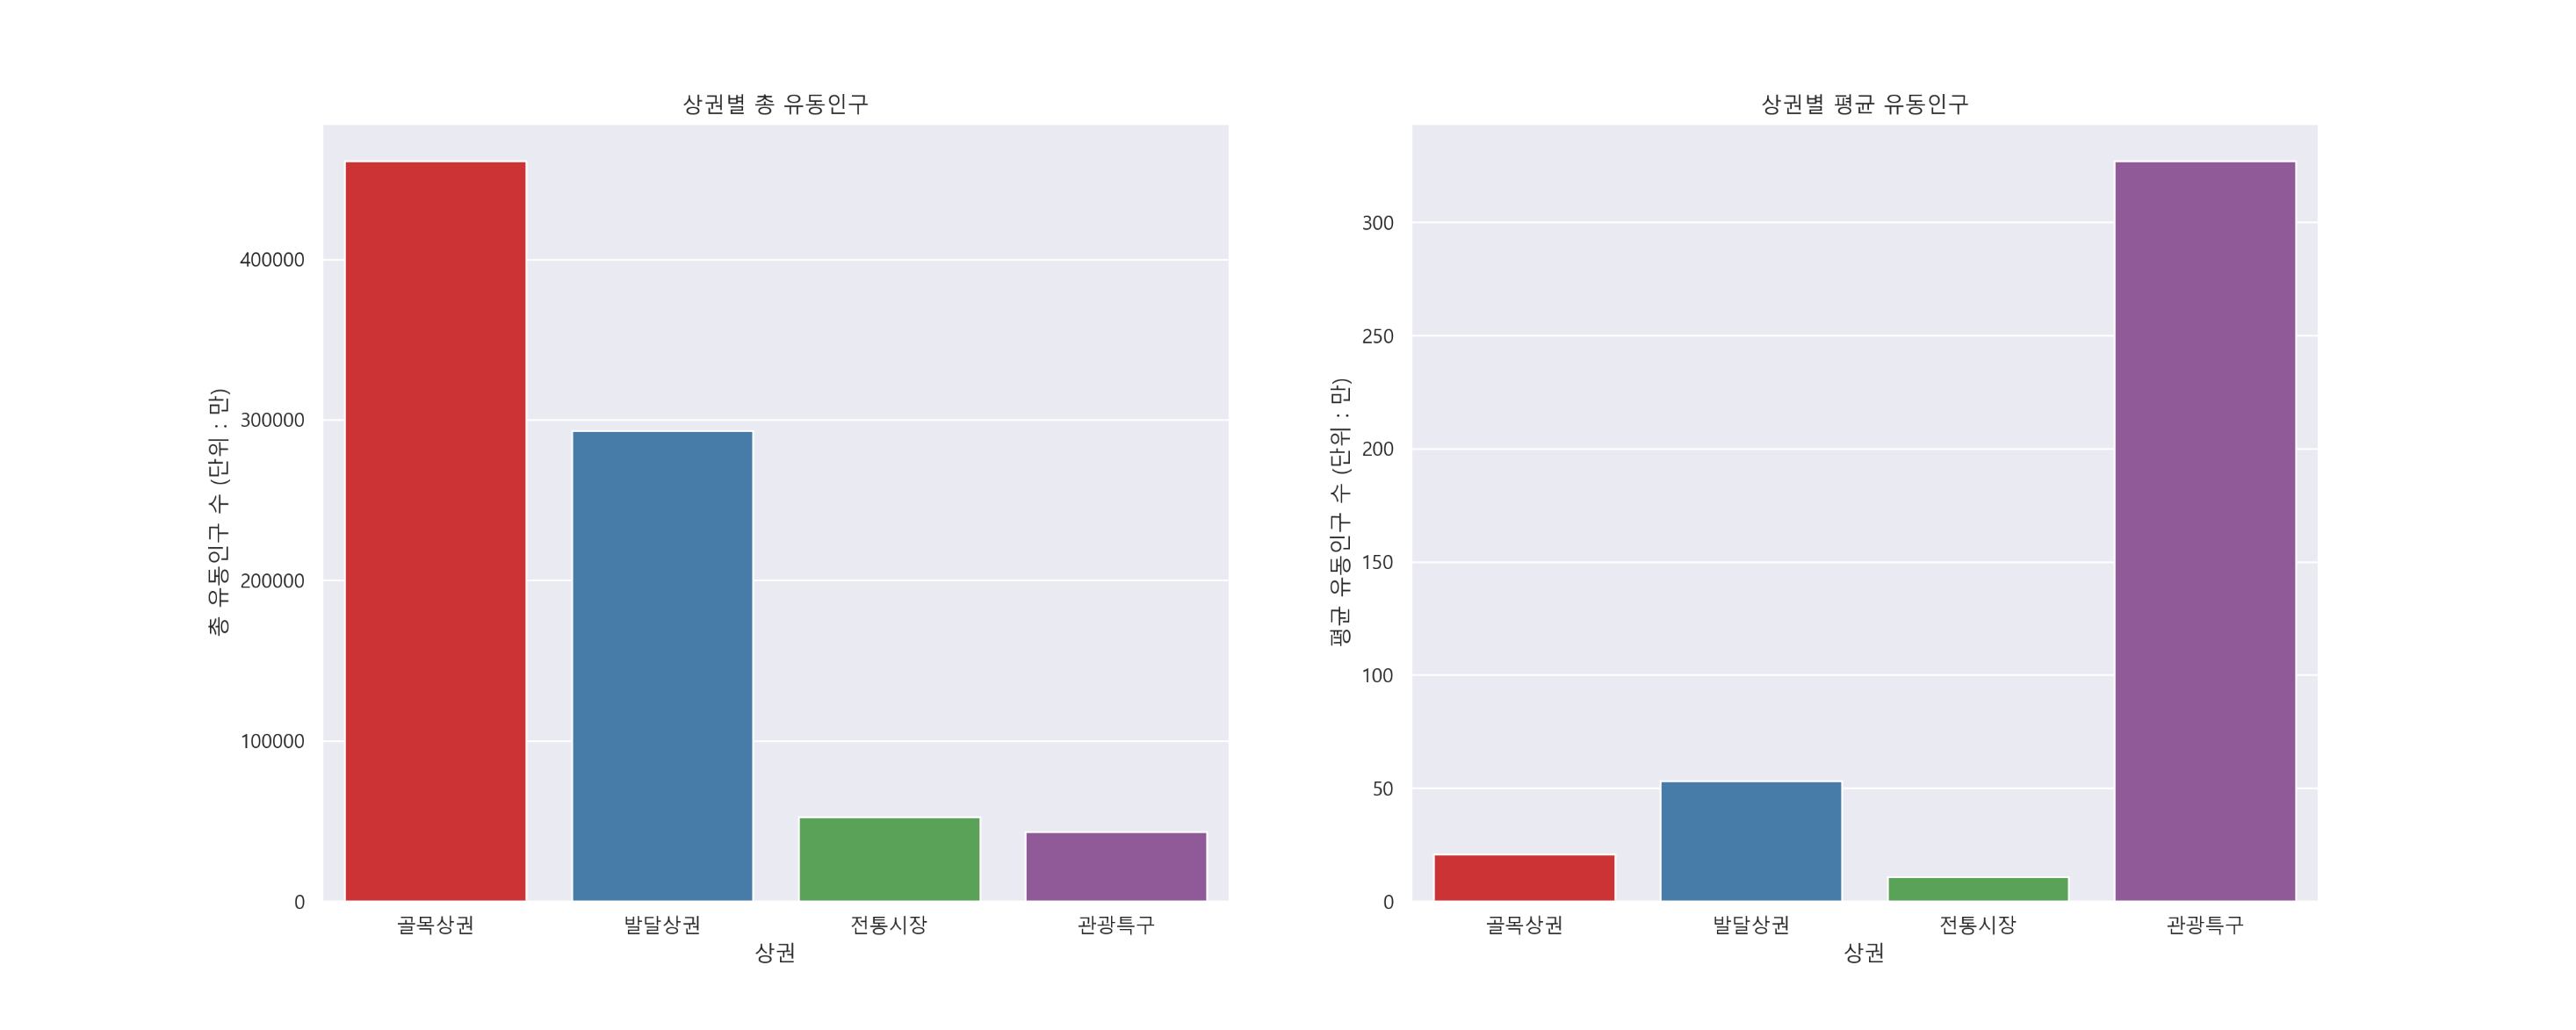 상권별 총 유동인구
총 유동인구 수 (단위 : 만)
400000
300000
200000
100000
0
골목상권
발달상권
전통시장
관광특구
상권
상권별 평균 유동인구
평균 유동인구 수 (단위 : 만)
300
250
200
150
100
50
0
골목상권
발달상권
전통시장
관광특구
상권